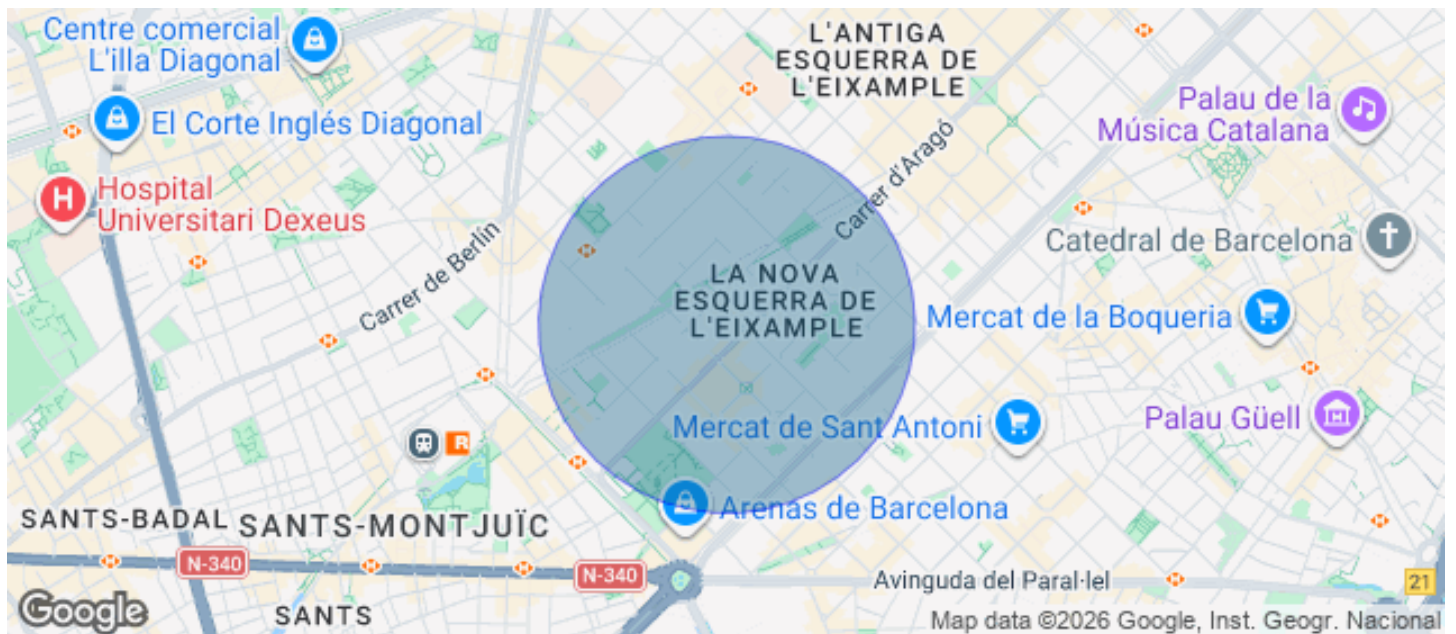 Centre comercial
L'illa Diagonal
El Corte Inglés Diagonal
H
Hospital
Universitari Dexeus
L'ANTIGA
ESQUERRA DE
L'EIXAMPLE
Palau de la
Música Catalana
Carrer d'Aragó
Carrer de Berlín
Catedral de Barcelona
LA NOVA
ESQUERRA DE
L'EIXAMPLE
Mercat de la Boqueria
Mercat de Sant Antoni
Palau Güell
R
Arenas de Barcelona
SANTS-BADAL
SANTS-MONTJUÏC
N-340
N-340
Avinguda del Paral·lel
21
SANTS
Google
Map data ©2026 Google, Inst. Geogr. Nacional